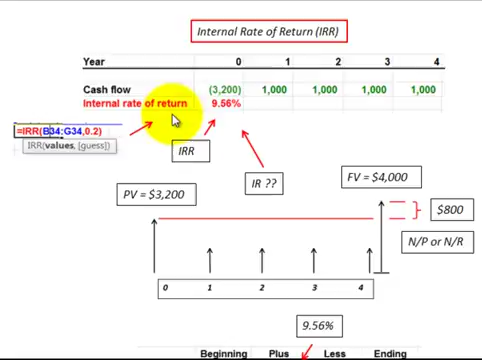 Internal Rate of Return (IRR)
Year 0 1 2 3 4
Cash flow (3,200) 1,000 1,000 1,000 1,000
Internal rate of return 9.56%
=IRR(B34:G34,0.2)
IRR(values, [guess])
IRR
IR ??
PV = $3,200
FV = $4,000
$800
N/P or N/R
0 1 2 3 4
9.56%
Beginning Plus Less Ending